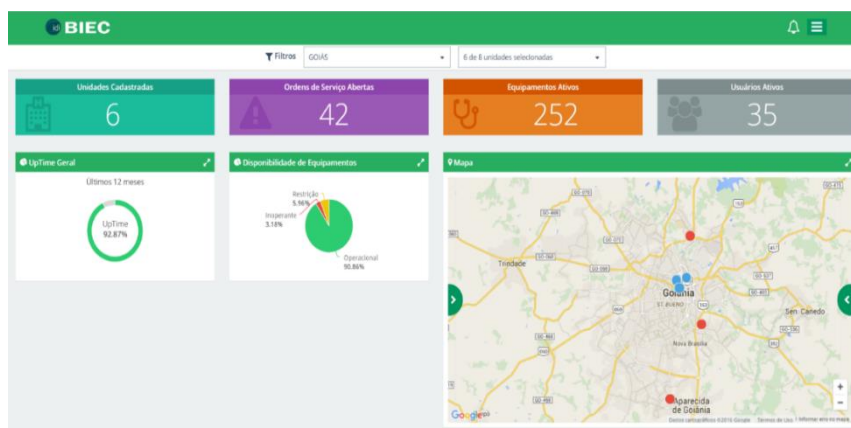 BIEC
Filtros
GOIÁS
6 de 8 unidades selecionadas
Unidades Cadastradas
6
Ordens de Serviço Abertas
42
Equipamentos Ativos
252
Usuários Ativos
35
UpTime Geral
Últimos 12 meses
UpTime
92.87%
Disponibilidade de Equipamentos
Restrição
5.96%
Inoperante
3.18%
Operacional
90.86%
Mapa
Trindade
Goiânia
Sen. Canedo
Nova Brasília
Aparecida
de Goiânia
Google
+
−